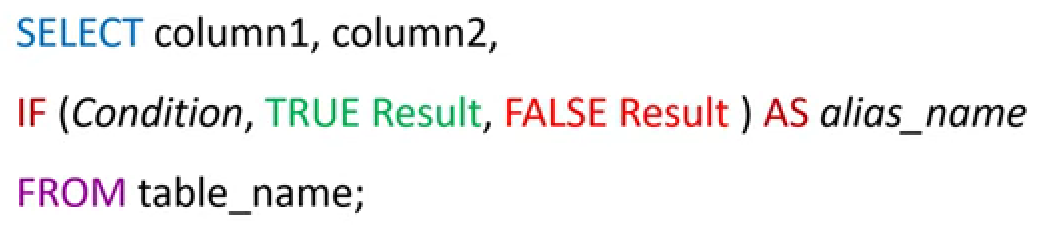 SELECT column1, column2,
IF (Condition, TRUE Result, FALSE Result ) AS alias_name
FROM table_name;